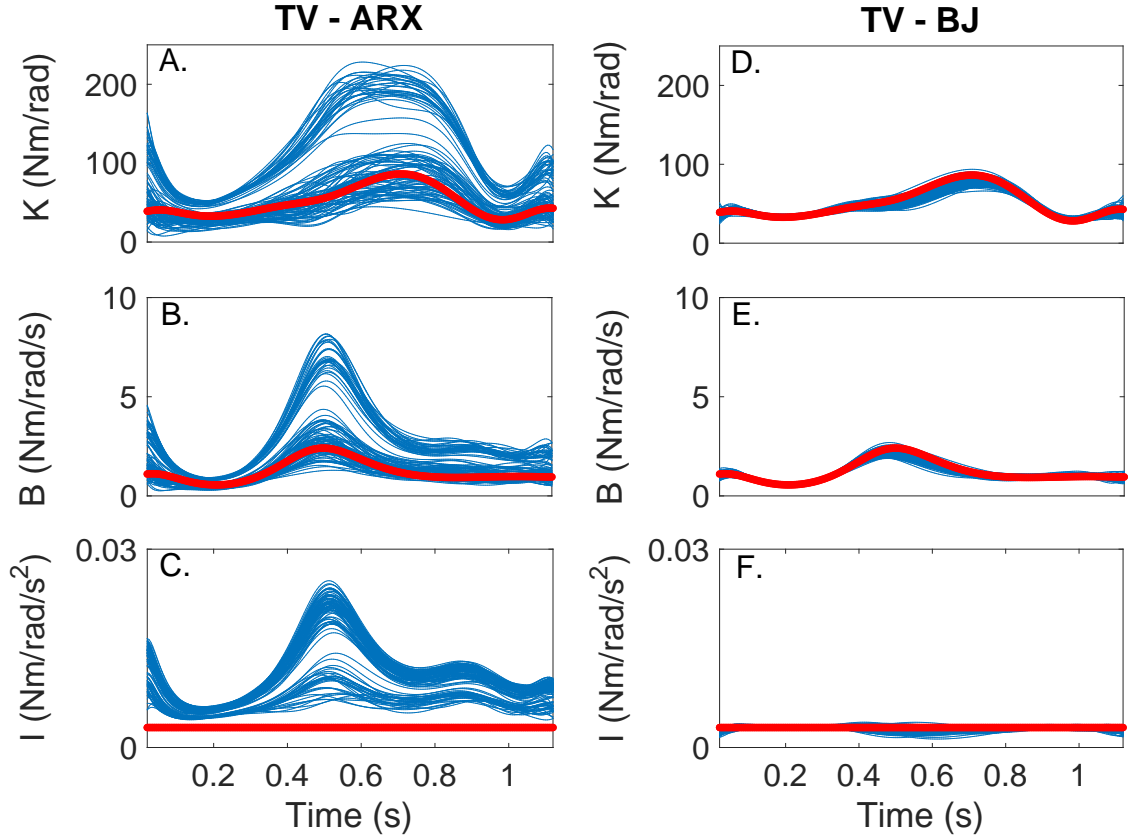 TV - ARX
TV - BJ
A.
K (Nm/rad)
200
100
0
D.
K (Nm/rad)
200
100
0
B.
B (Nm/rad/s)
10
5
0
E.
B (Nm/rad/s)
10
5
0
C.
I (Nm/rad/s²)
0.03
0
0.2 0.4 0.6 0.8 1
Time (s)
F.
I (Nm/rad/s²)
0.03
0
0.2 0.4 0.6 0.8 1
Time (s)